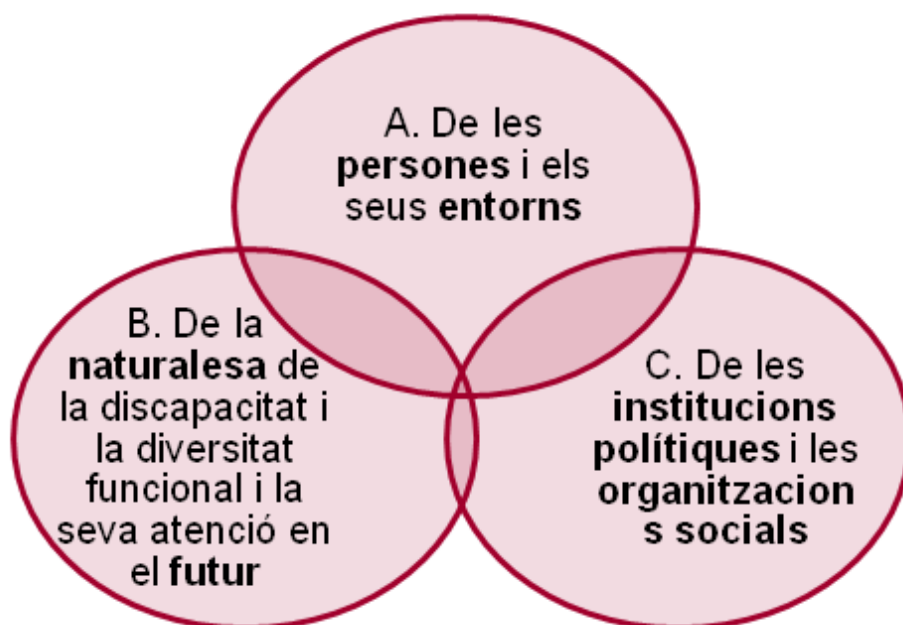 A. De les
persones i els
seus entorns
B. De la
naturalesa de
la discapacitat i
la diversitat
funcional i la
seva atenció en
el futur
C. De les
institucions
polítiques i les
organitzacion
s socials